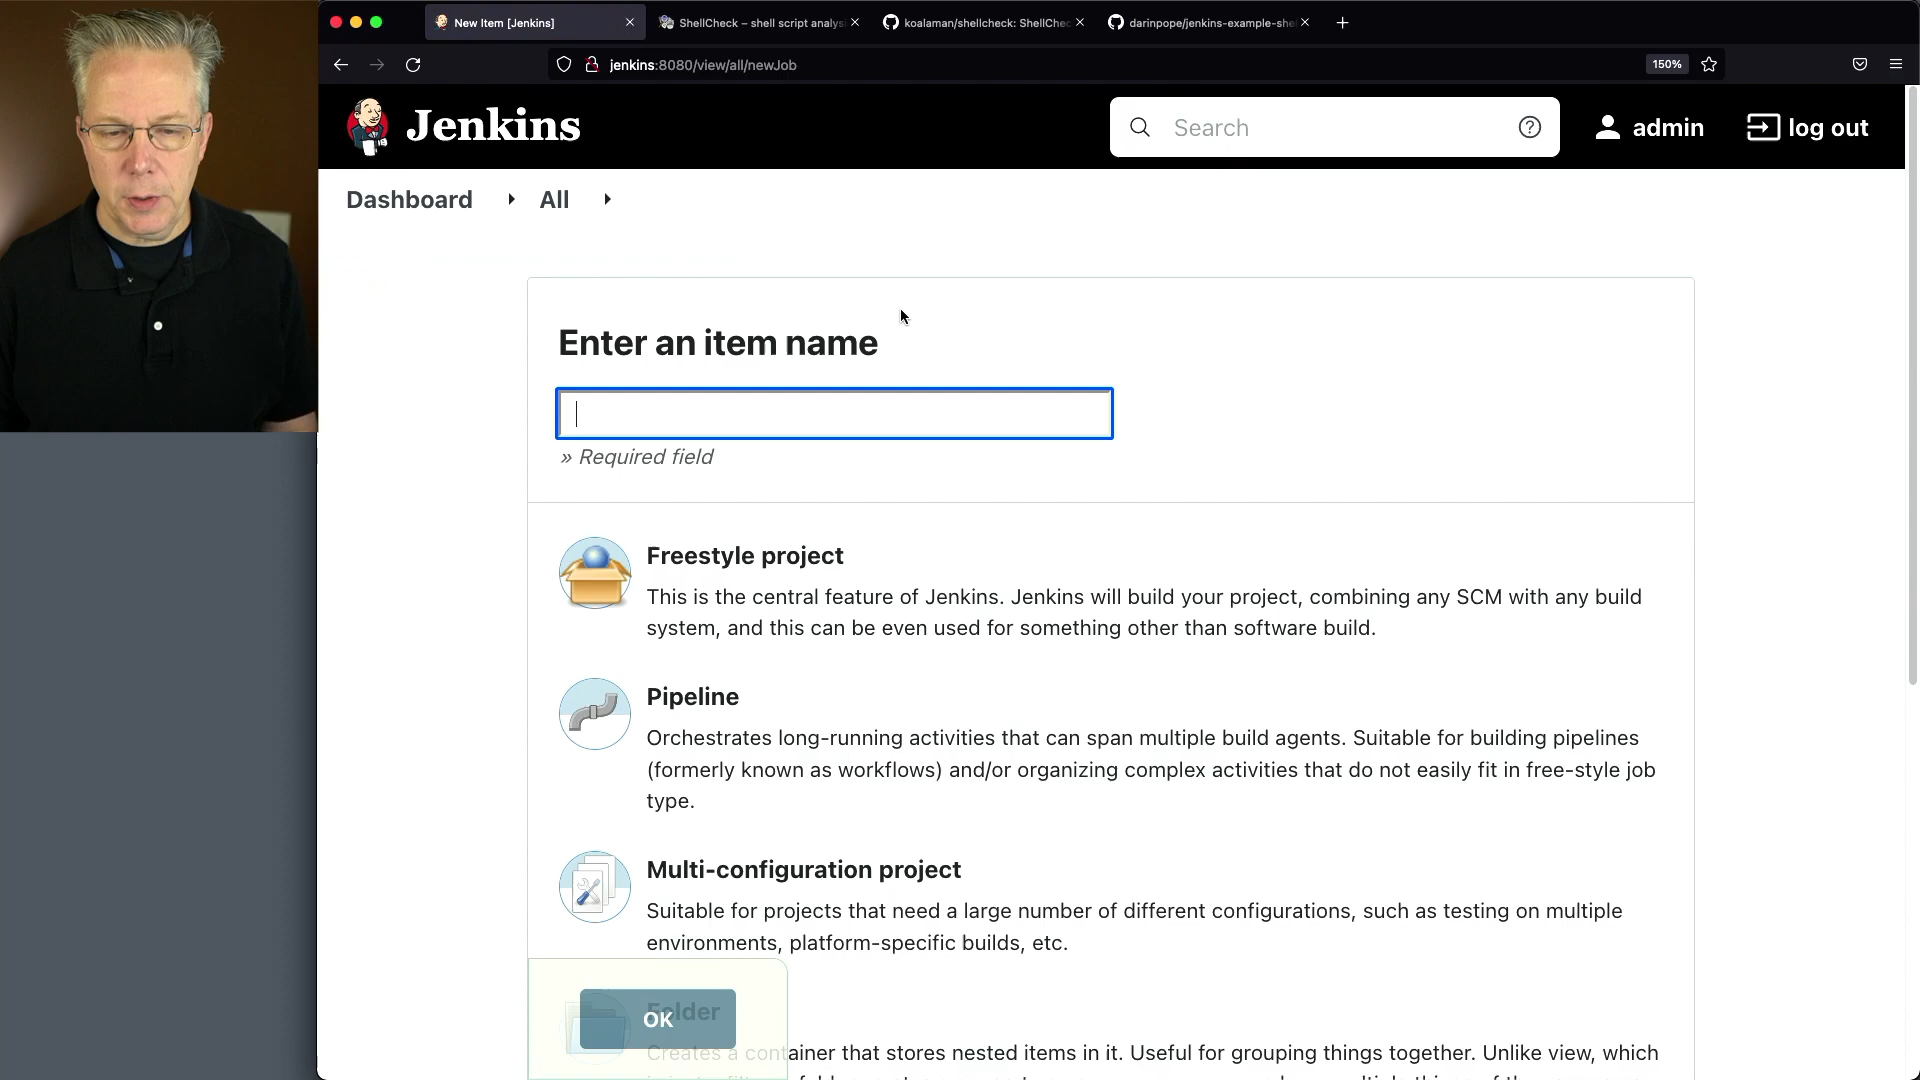 New Item [Jenkins]
ShellCheck – shell script analys
koalaman/shellcheck: ShellChec
darinpope/jenkins-example-she
jenkins:8080/view/all/newJob
150%
Jenkins
Search
admin
log out
Dashboard
All
Enter an item name
» Required field
Freestyle project
This is the central feature of Jenkins. Jenkins will build your project, combining any SCM with any build
system, and this can be even used for something other than software build.
Pipeline
Orchestrates long-running activities that can span multiple build agents. Suitable for building pipelines
(formerly known as workflows) and/or organizing complex activities that do not easily fit in free-style job
type.
Multi-configuration project
Suitable for projects that need a large number of different configurations, such as testing on multiple
environments, platform-specific builds, etc.
Folder
OK
Creates a container that stores nested items in it. Useful for grouping things together. Unlike view, which